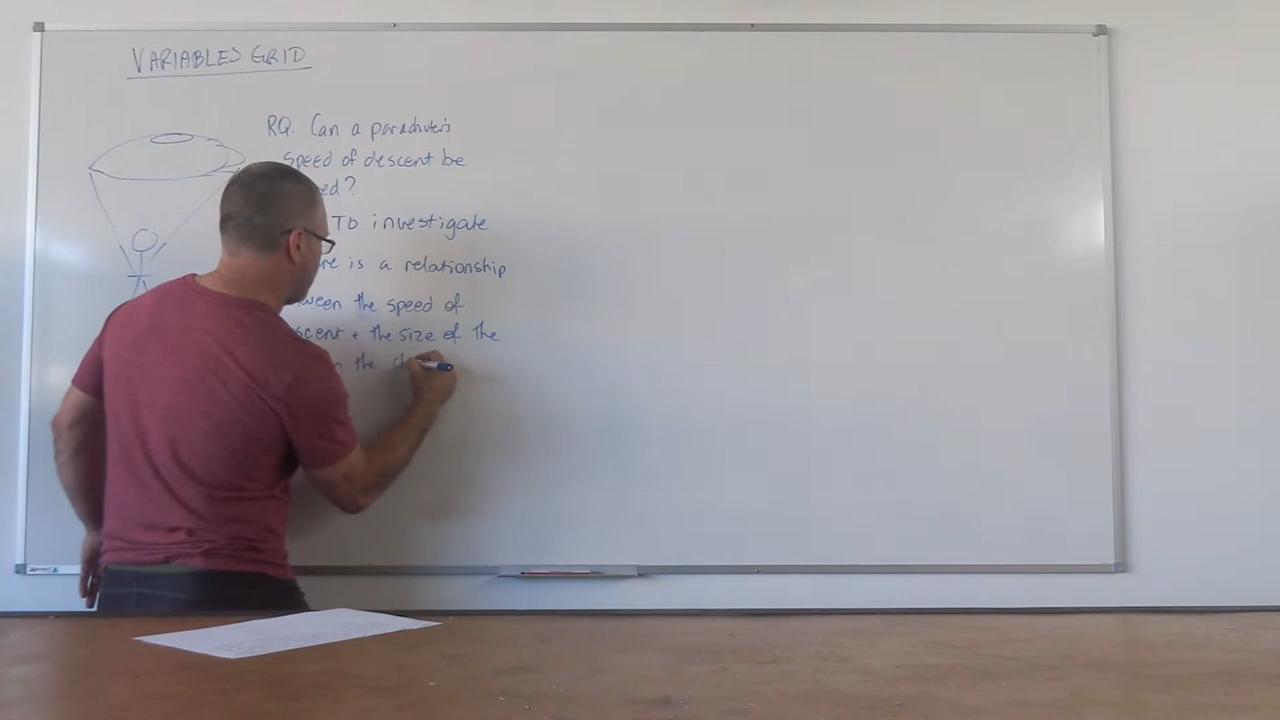 VARIABLES GRID
RQ. Can a parachute's
Speed of descent be
ed?
To investigate
re is a relationship
ween the speed of
scent + the size of the
n the ch